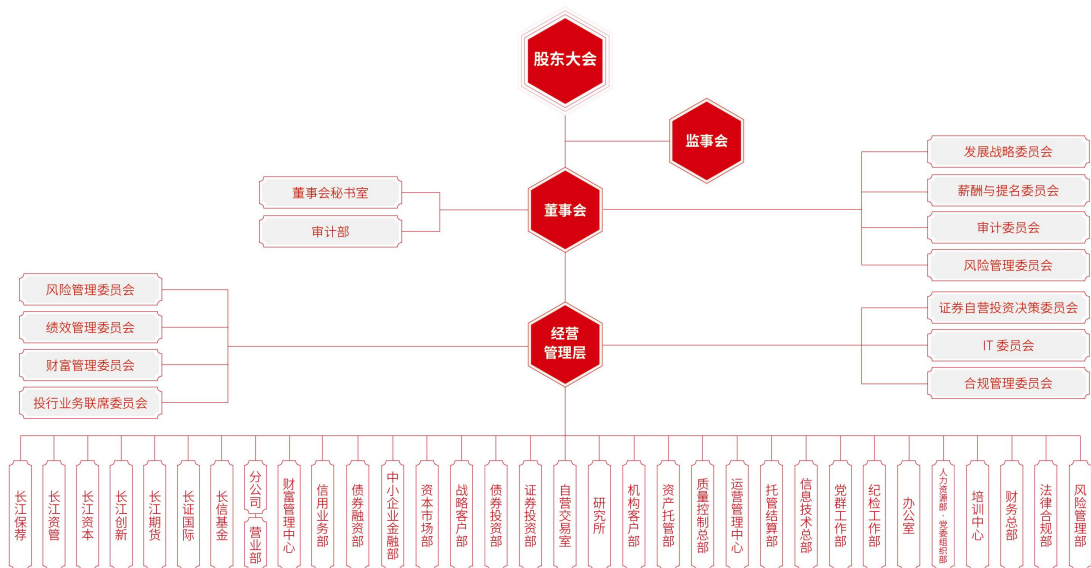 股东大会
监事会
董事会
董事会秘书室
审计部
发展战略委员会
薪酬与提名委员会
审计委员会
风险管理委员会
经营
管理层
风险管理委员会
绩效管理委员会
财富管理委员会
投行业务联席委员会
证券自营投资决策委员会
IT 委员会
合规管理委员会
长江保荐
长江资管
长江资本
长江创新
长江期货
长证国际
长信基金
分公司
营业部
财富管理中心
信用业务部
债券融资部
中小企业金融部
资本市场部
战略客户部
债券投资部
证券投资部
自营交易室
研究所
机构客户部
资产托管部
质量控制总部
运营管理中心
托管结算部
信息技术总部
党群工作部
纪检工作部
办公室
人力资源部·党委组织部
培训中心
财务总部
法律合规部
风险管理部